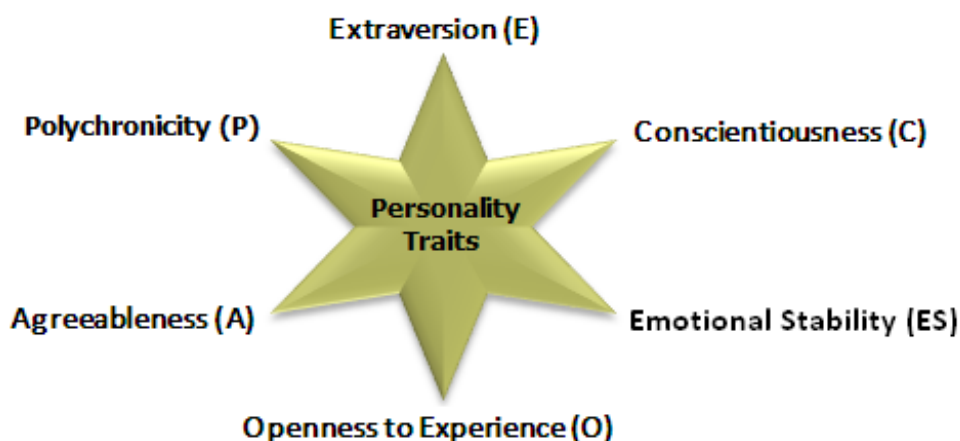 Extraversion (E)
Polychronicity (P)
Conscientiousness (C)
Personality
Traits
Agreeableness (A)
Emotional Stability (ES)
Openness to Experience (O)